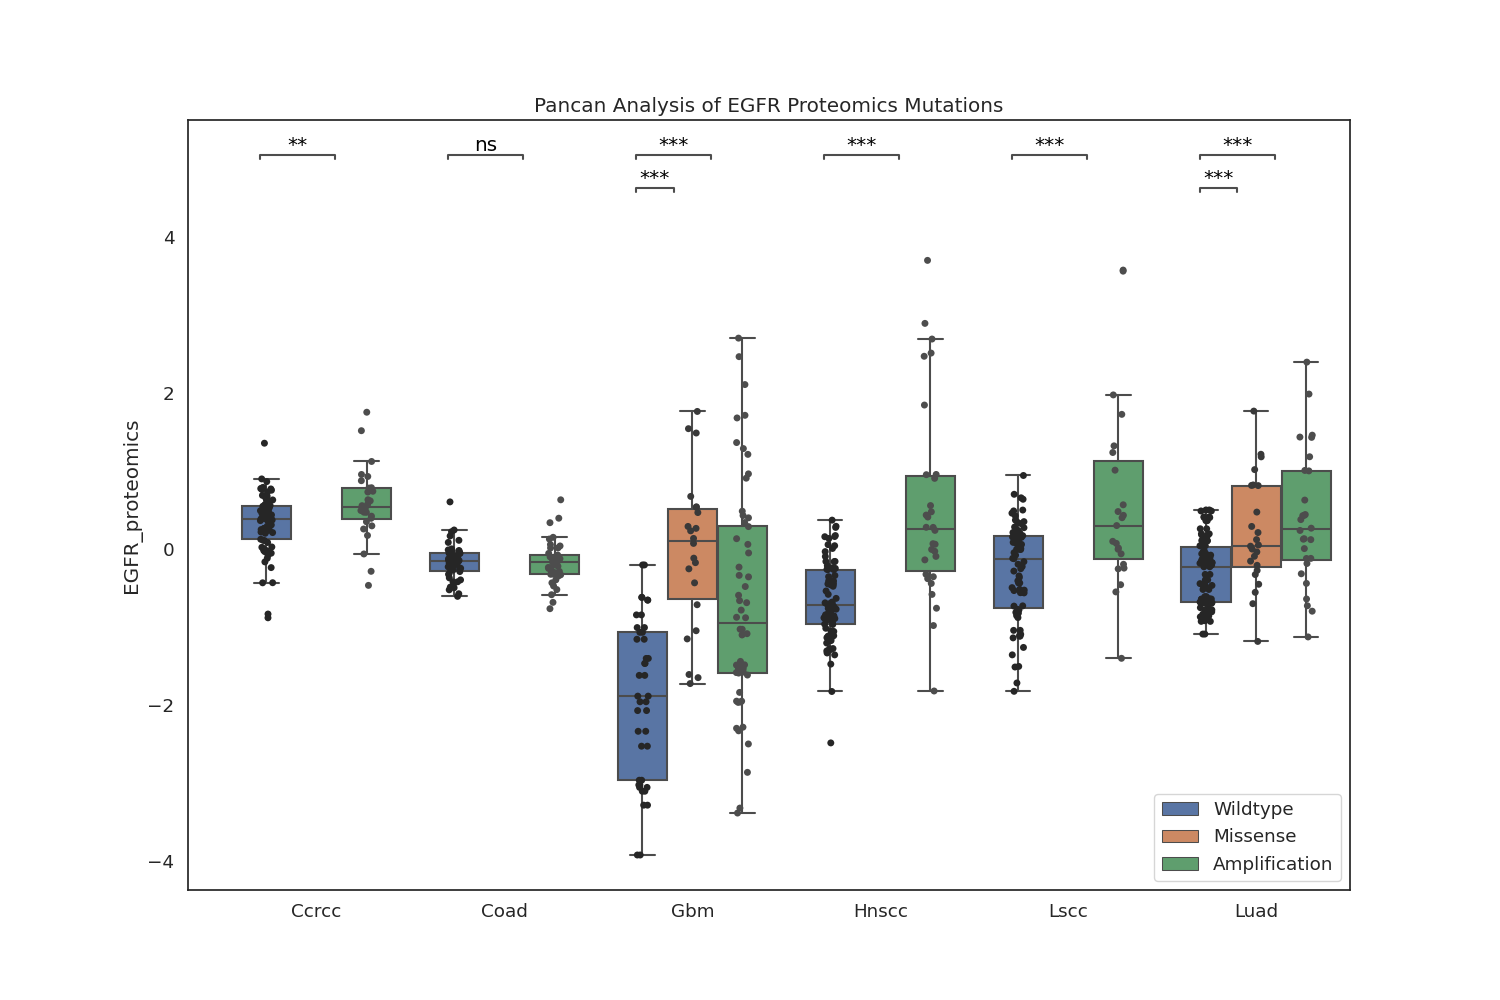 Pancan Analysis of EGFR Proteomics Mutations
** ns *** *** *** ***
*** ***
EGFR_proteomics
4
2
0
−2
−4
Wildtype
Missense
Amplification
Ccrcc Coad Gbm Hnscc Lscc Luad